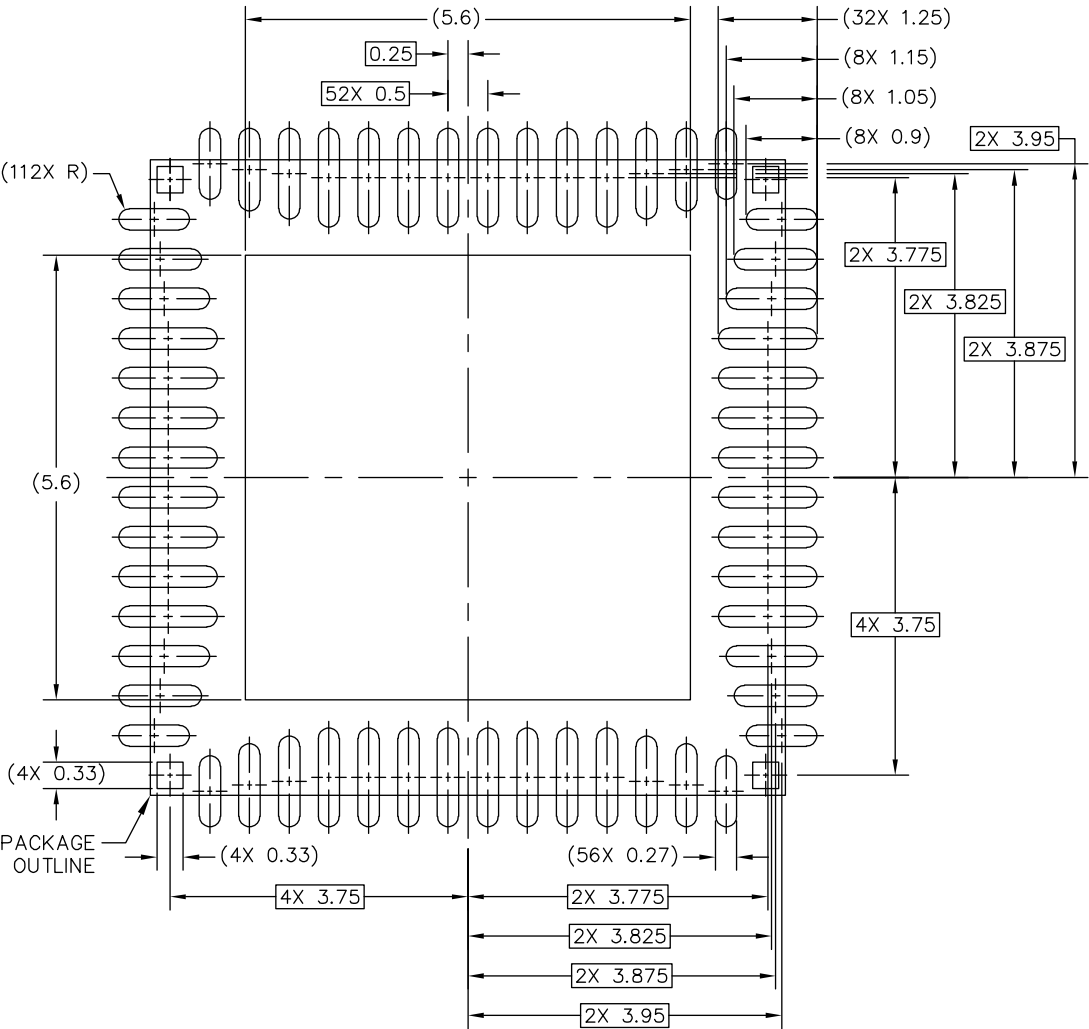 (5.6)
(32X 1.25)
0.25
(8X 1.15)
52X 0.5
(8X 1.05)
(8X 0.9)
2X 3.95
(112X R)
2X 3.775
2X 3.825
2X 3.875
(5.6)
4X 3.75
(4X 0.33)
PACKAGE
OUTLINE
(4X 0.33)
(56X 0.27)
4X 3.75
2X 3.775
2X 3.825
2X 3.875
2X 3.95